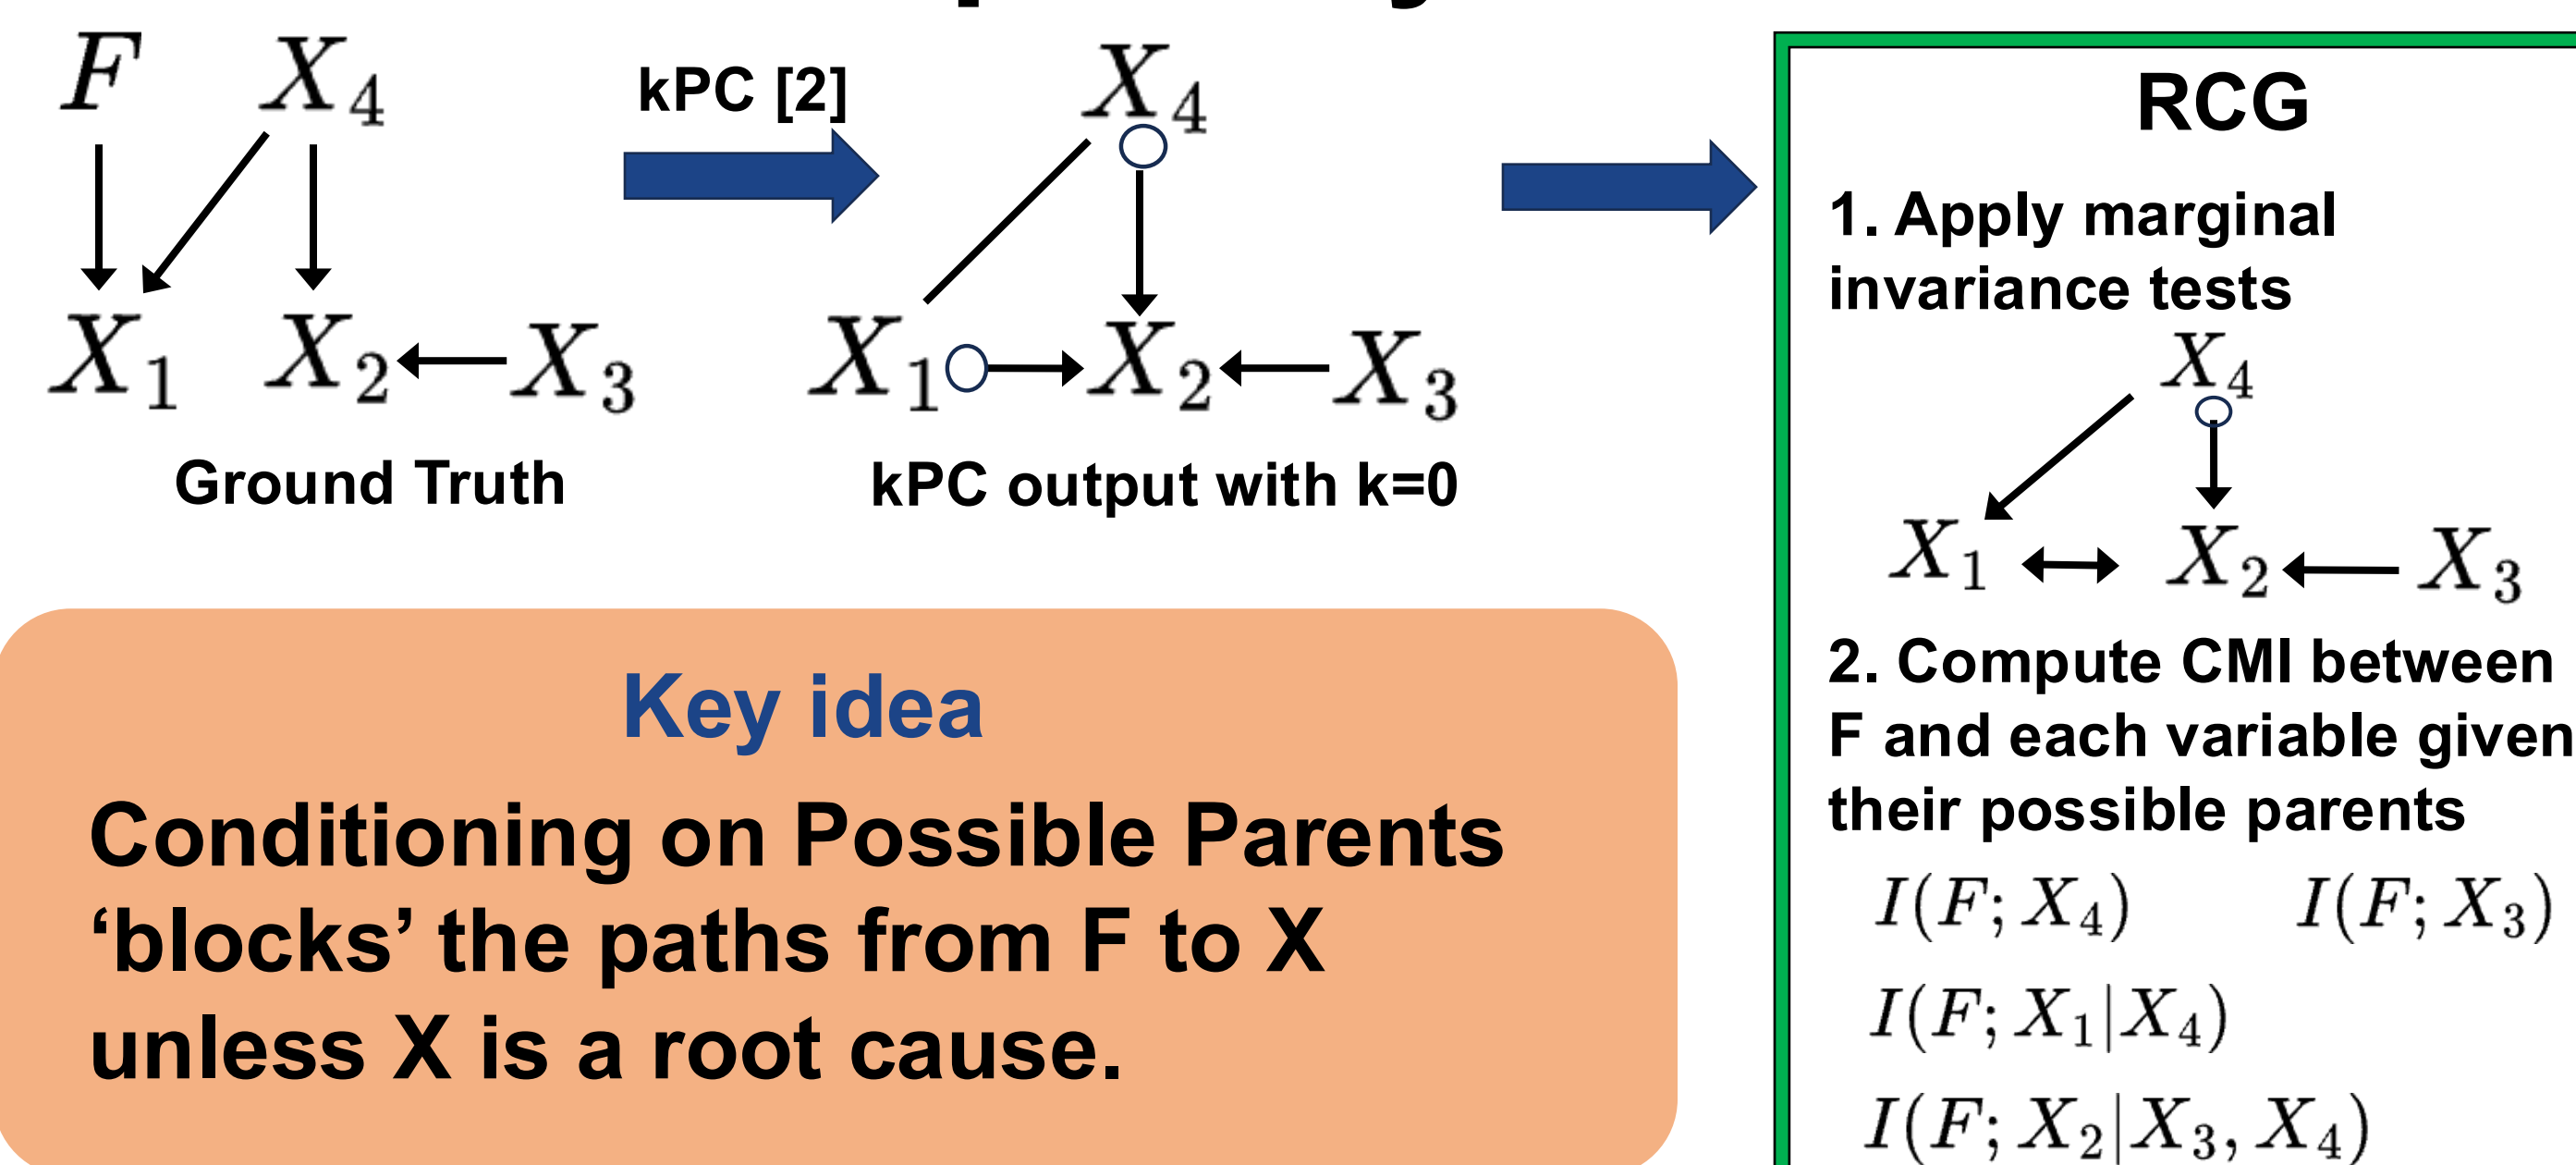 F X₄
X₁ X₂ X₃
Ground Truth
kPC [2]
X₄
X₁ X₂ X₃
kPC output with k=0
Key idea
Conditioning on Possible Parents
‘blocks’ the paths from F to X
unless X is a root cause.
RCG
1. Apply marginal
invariance tests
X₄
X₁ X₂ X₃
2. Compute CMI between
F and each variable given
their possible parents
I(F; X₄) I(F; X₃)
I(F; X₁|X₄)
I(F; X₂|X₃, X₄)